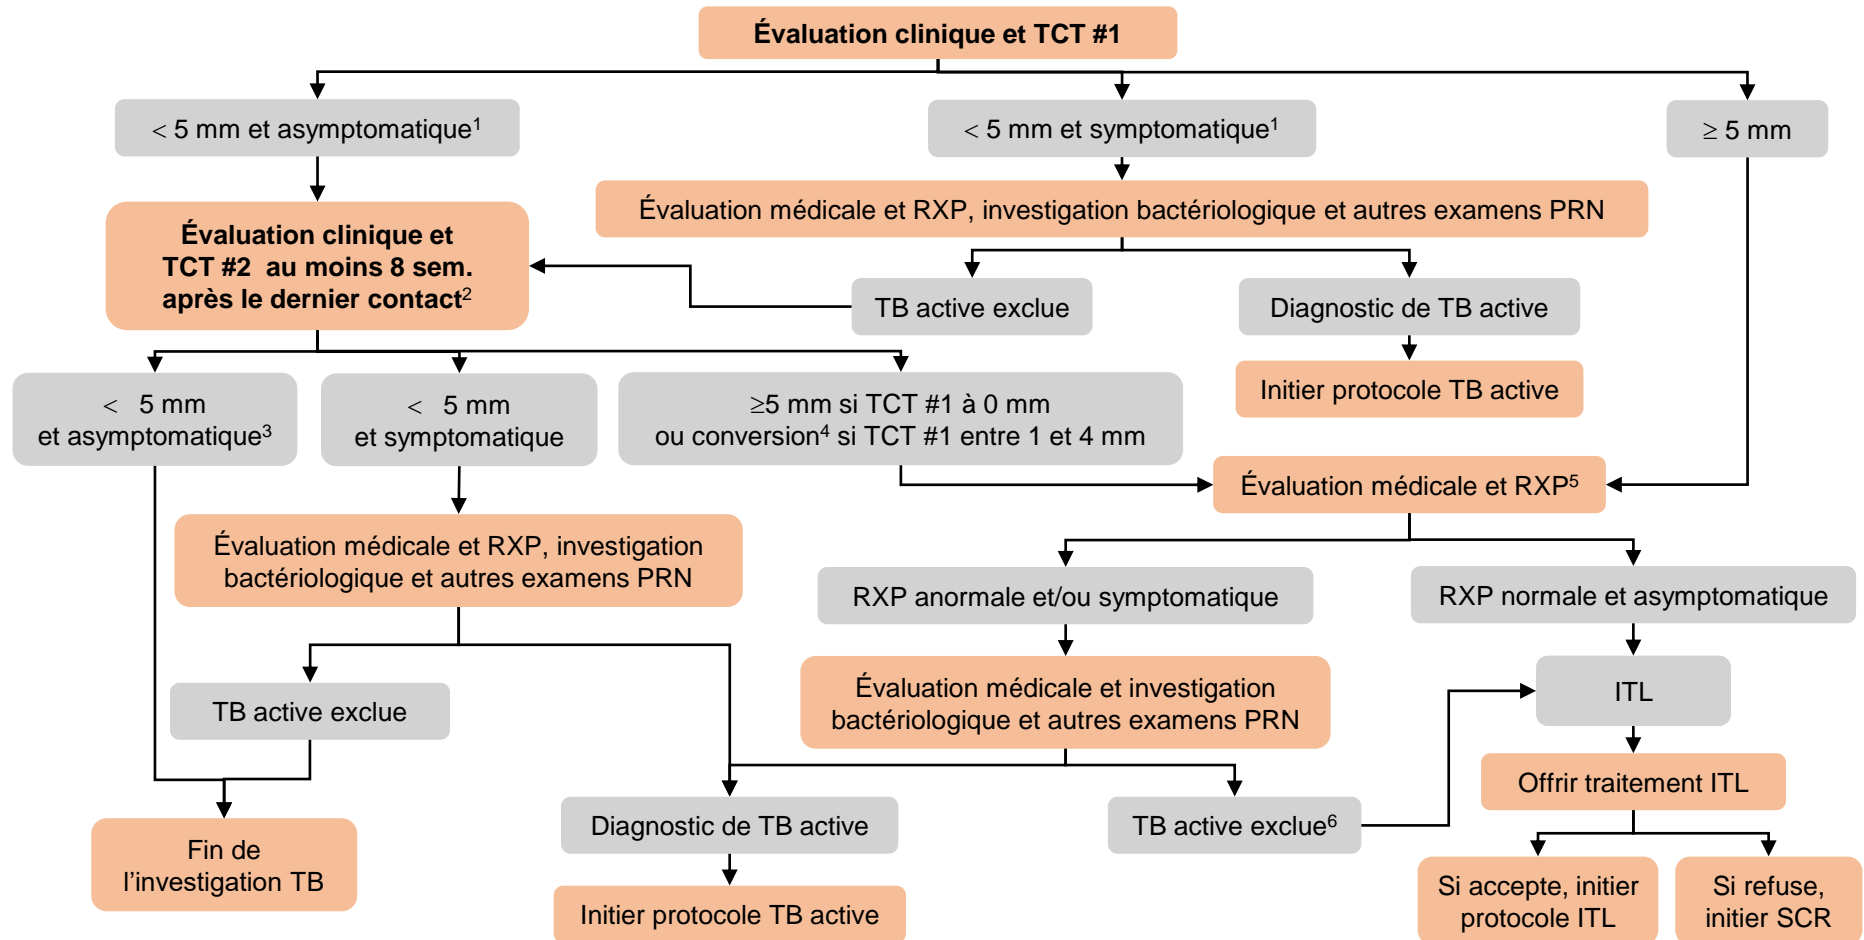 Évaluation clinique et TCT #1
< 5 mm et asymptomatique¹
< 5 mm et symptomatique¹
≥ 5 mm
Évaluation médicale et RXP, investigation bactériologique et autres examens PRN
Évaluation clinique et
TCT #2 au moins 8 sem.
après le dernier contact²
TB active exclue
Diagnostic de TB active
Initier protocole TB active
< 5 mm
et asymptomatique³
< 5 mm
et symptomatique
≥5 mm si TCT #1 à 0 mm
ou conversion⁴ si TCT #1 entre 1 et 4 mm
Évaluation médicale et RXP⁵
Évaluation médicale et RXP, investigation
bactériologique et autres examens PRN
RXP anormale et/ou symptomatique
RXP normale et asymptomatique
Évaluation médicale et investigation
bactériologique et autres examens PRN
ITL
TB active exclue
Offrir traitement ITL
Diagnostic de TB active
TB active exclue⁶
Fin de
l'investigation TB
Si accepte, initier
protocole ITL
Si refuse,
initier SCR
Initier protocole TB active